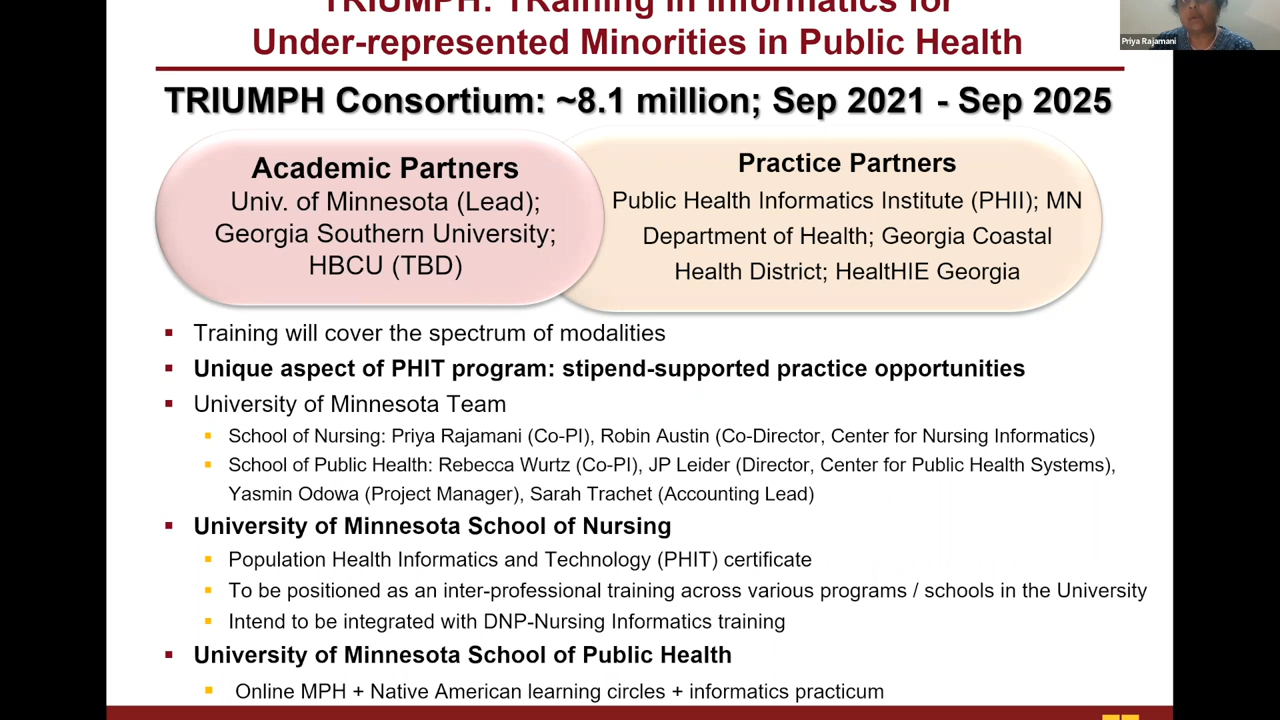 TRIUMPH: TRaining in Informatics for
Under-represented Minorities in Public Health
Priya Rajamani
TRIUMPH Consortium: ~8.1 million; Sep 2021 - Sep 2025
Academic Partners
Univ. of Minnesota (Lead);
Georgia Southern University;
HBCU (TBD)
Practice Partners
Public Health Informatics Institute (PHII); MN
Department of Health; Georgia Coastal
Health District; HealtHIE Georgia
▪ Training will cover the spectrum of modalities
▪ Unique aspect of PHIT program: stipend-supported practice opportunities
▪ University of Minnesota Team
▪ School of Nursing: Priya Rajamani (Co-PI), Robin Austin (Co-Director, Center for Nursing Informatics)
▪ School of Public Health: Rebecca Wurtz (Co-PI), JP Leider (Director, Center for Public Health Systems),
Yasmin Odowa (Project Manager), Sarah Trachet (Accounting Lead)
▪ University of Minnesota School of Nursing
▪ Population Health Informatics and Technology (PHIT) certificate
▪ To be positioned as an inter-professional training across various programs / schools in the University
▪ Intend to be integrated with DNP-Nursing Informatics training
▪ University of Minnesota School of Public Health
▪ Online MPH + Native American learning circles + informatics practicum